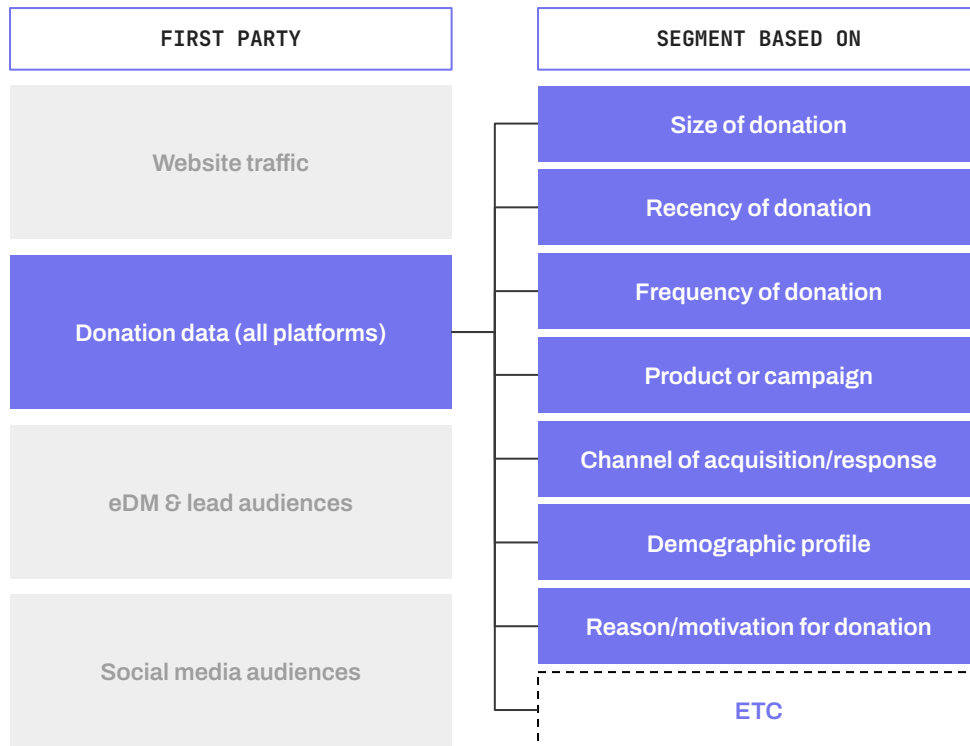 FIRST PARTY
Website traffic
Donation data (all platforms)
eDM & lead audiences
Social media audiences
SEGMENT BASED ON
Size of donation
Recency of donation
Frequency of donation
Product or campaign
Channel of acquisition/response
Demographic profile
Reason/motivation for donation
ETC